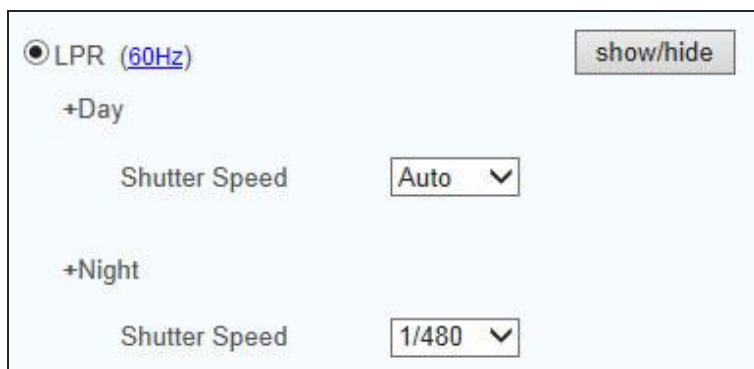 LPR (60Hz) show/hide
+Day
Shutter Speed Auto
+Night
Shutter Speed 1/480